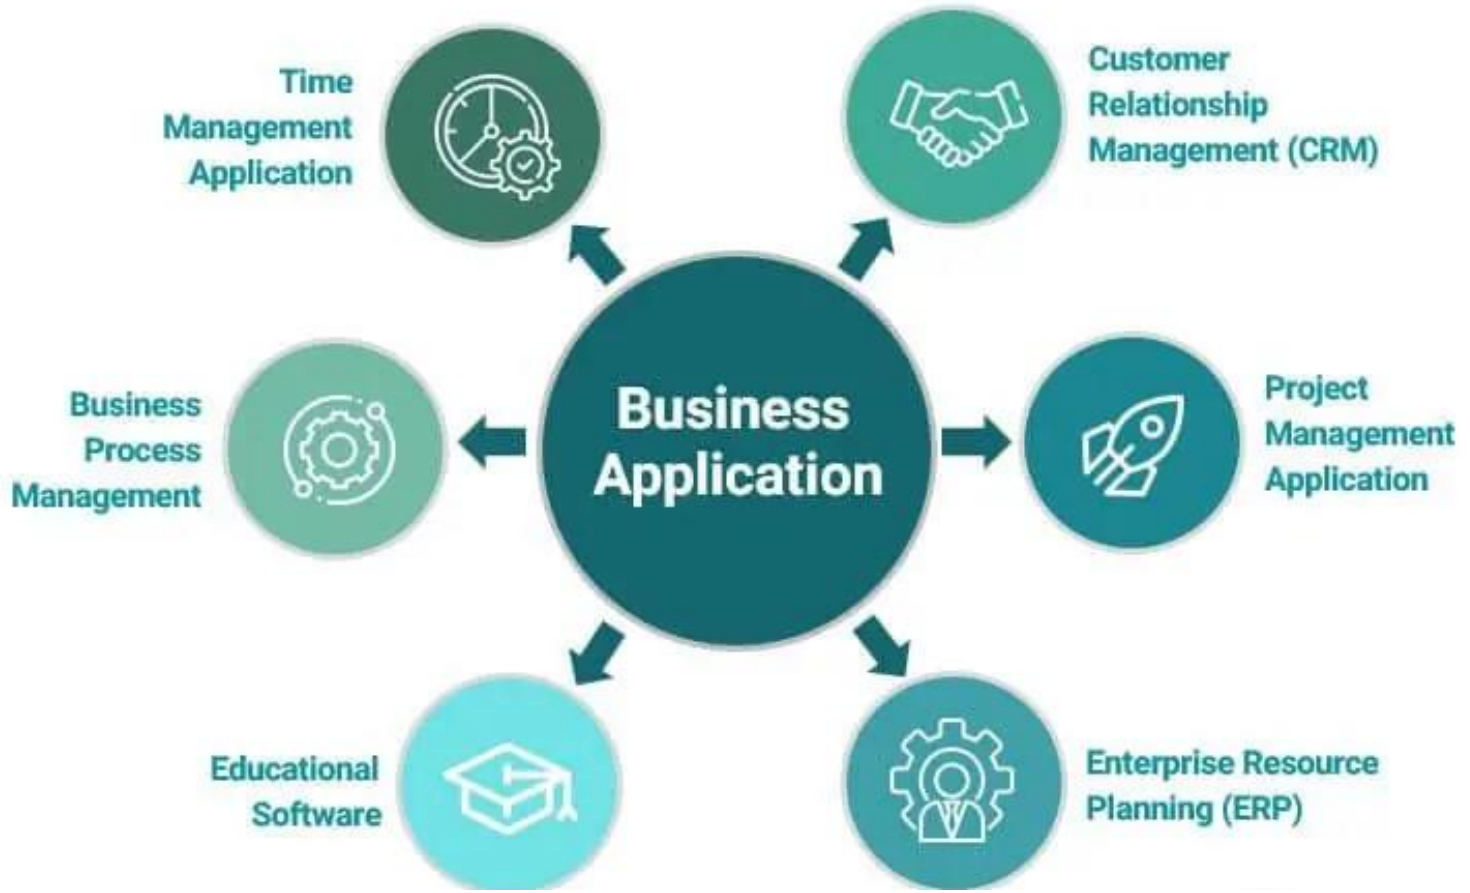 Time
Management
Application
Customer
Relationship
Management (CRM)
Business
Process
Management
Business
Application
Project
Management
Application
Educational
Software
Enterprise Resource
Planning (ERP)